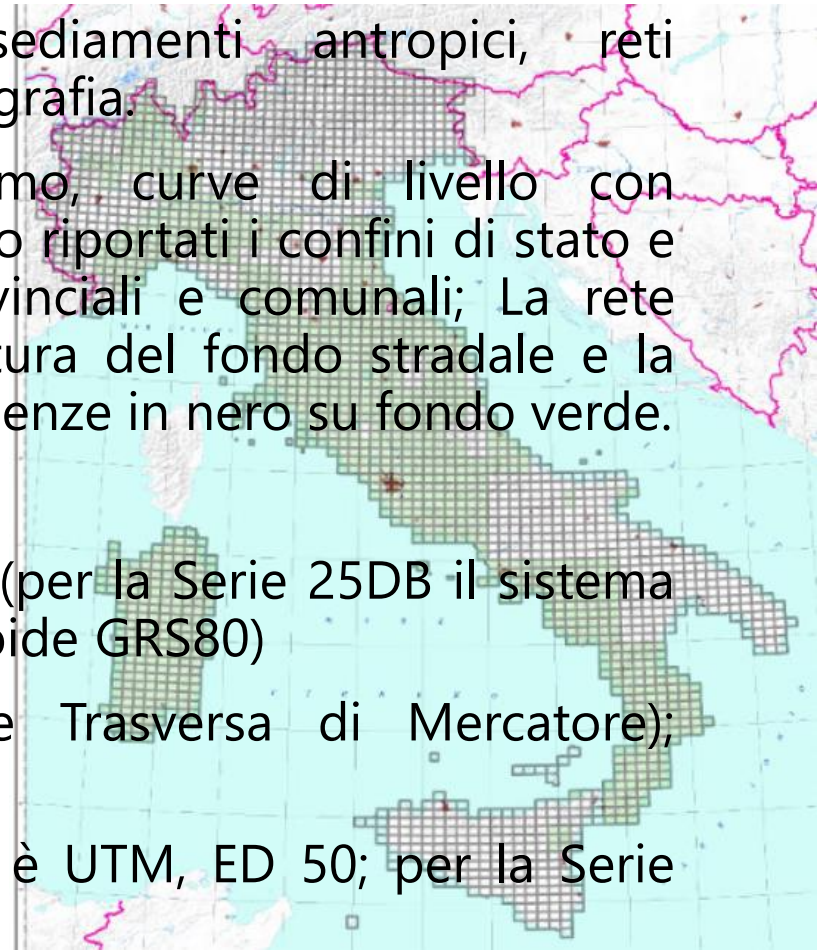 sediamenti antropici, reti
grafia.
mo, curve di livello con
o riportati i confini di stato e
vinciali e comunali; La rete
tura del fondo stradale e la
enze in nero su fondo verde.
(per la Serie 25DB il sistema
oide GRS80)
e Trasversa di Mercatore);
è UTM, ED 50; per la Serie